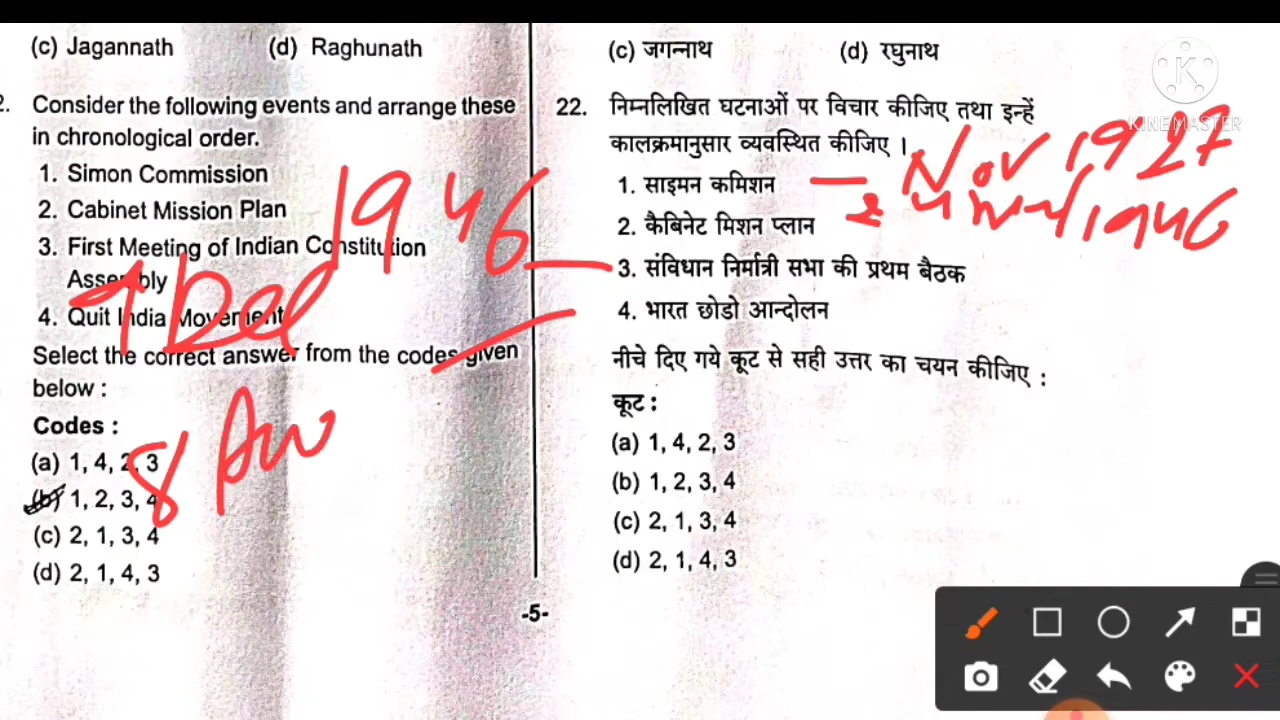 (c) Jagannath (d) Raghunath
2. Consider the following events and arrange these
in chronological order.
1. Simon Commission
2. Cabinet Mission Plan
3. First Meeting of Indian Constitution
Assembly
4. Quit India Movement
Select the correct answer from the codes given
below :
Codes :
(a) 1, 4, 2, 3
(b) 1, 2, 3, 4
(c) 2, 1, 3, 4
(d) 2, 1, 4, 3
1946
8
-5-
(c) जगन्नाथ (d) रघुनाथ
22. निम्नलिखित घटनाओं पर विचार कीजिए तथा इन्हें
कालक्रमानुसार व्यवस्थित कीजिए ।
1. साइमन कमिशन
2. कैबिनेट मिशन प्लान
3. संविधान निर्मात्री सभा की प्रथम बैठक
4. भारत छोडो आन्दोलन
नीचे दिए गये कूट से सही उत्तर का चयन कीजिए :
कूट :
(a) 1, 4, 2, 3
(b) 1, 2, 3, 4
(c) 2, 1, 3, 4
(d) 2, 1, 4, 3
Nov 1927
1946
K
KINEMASTER